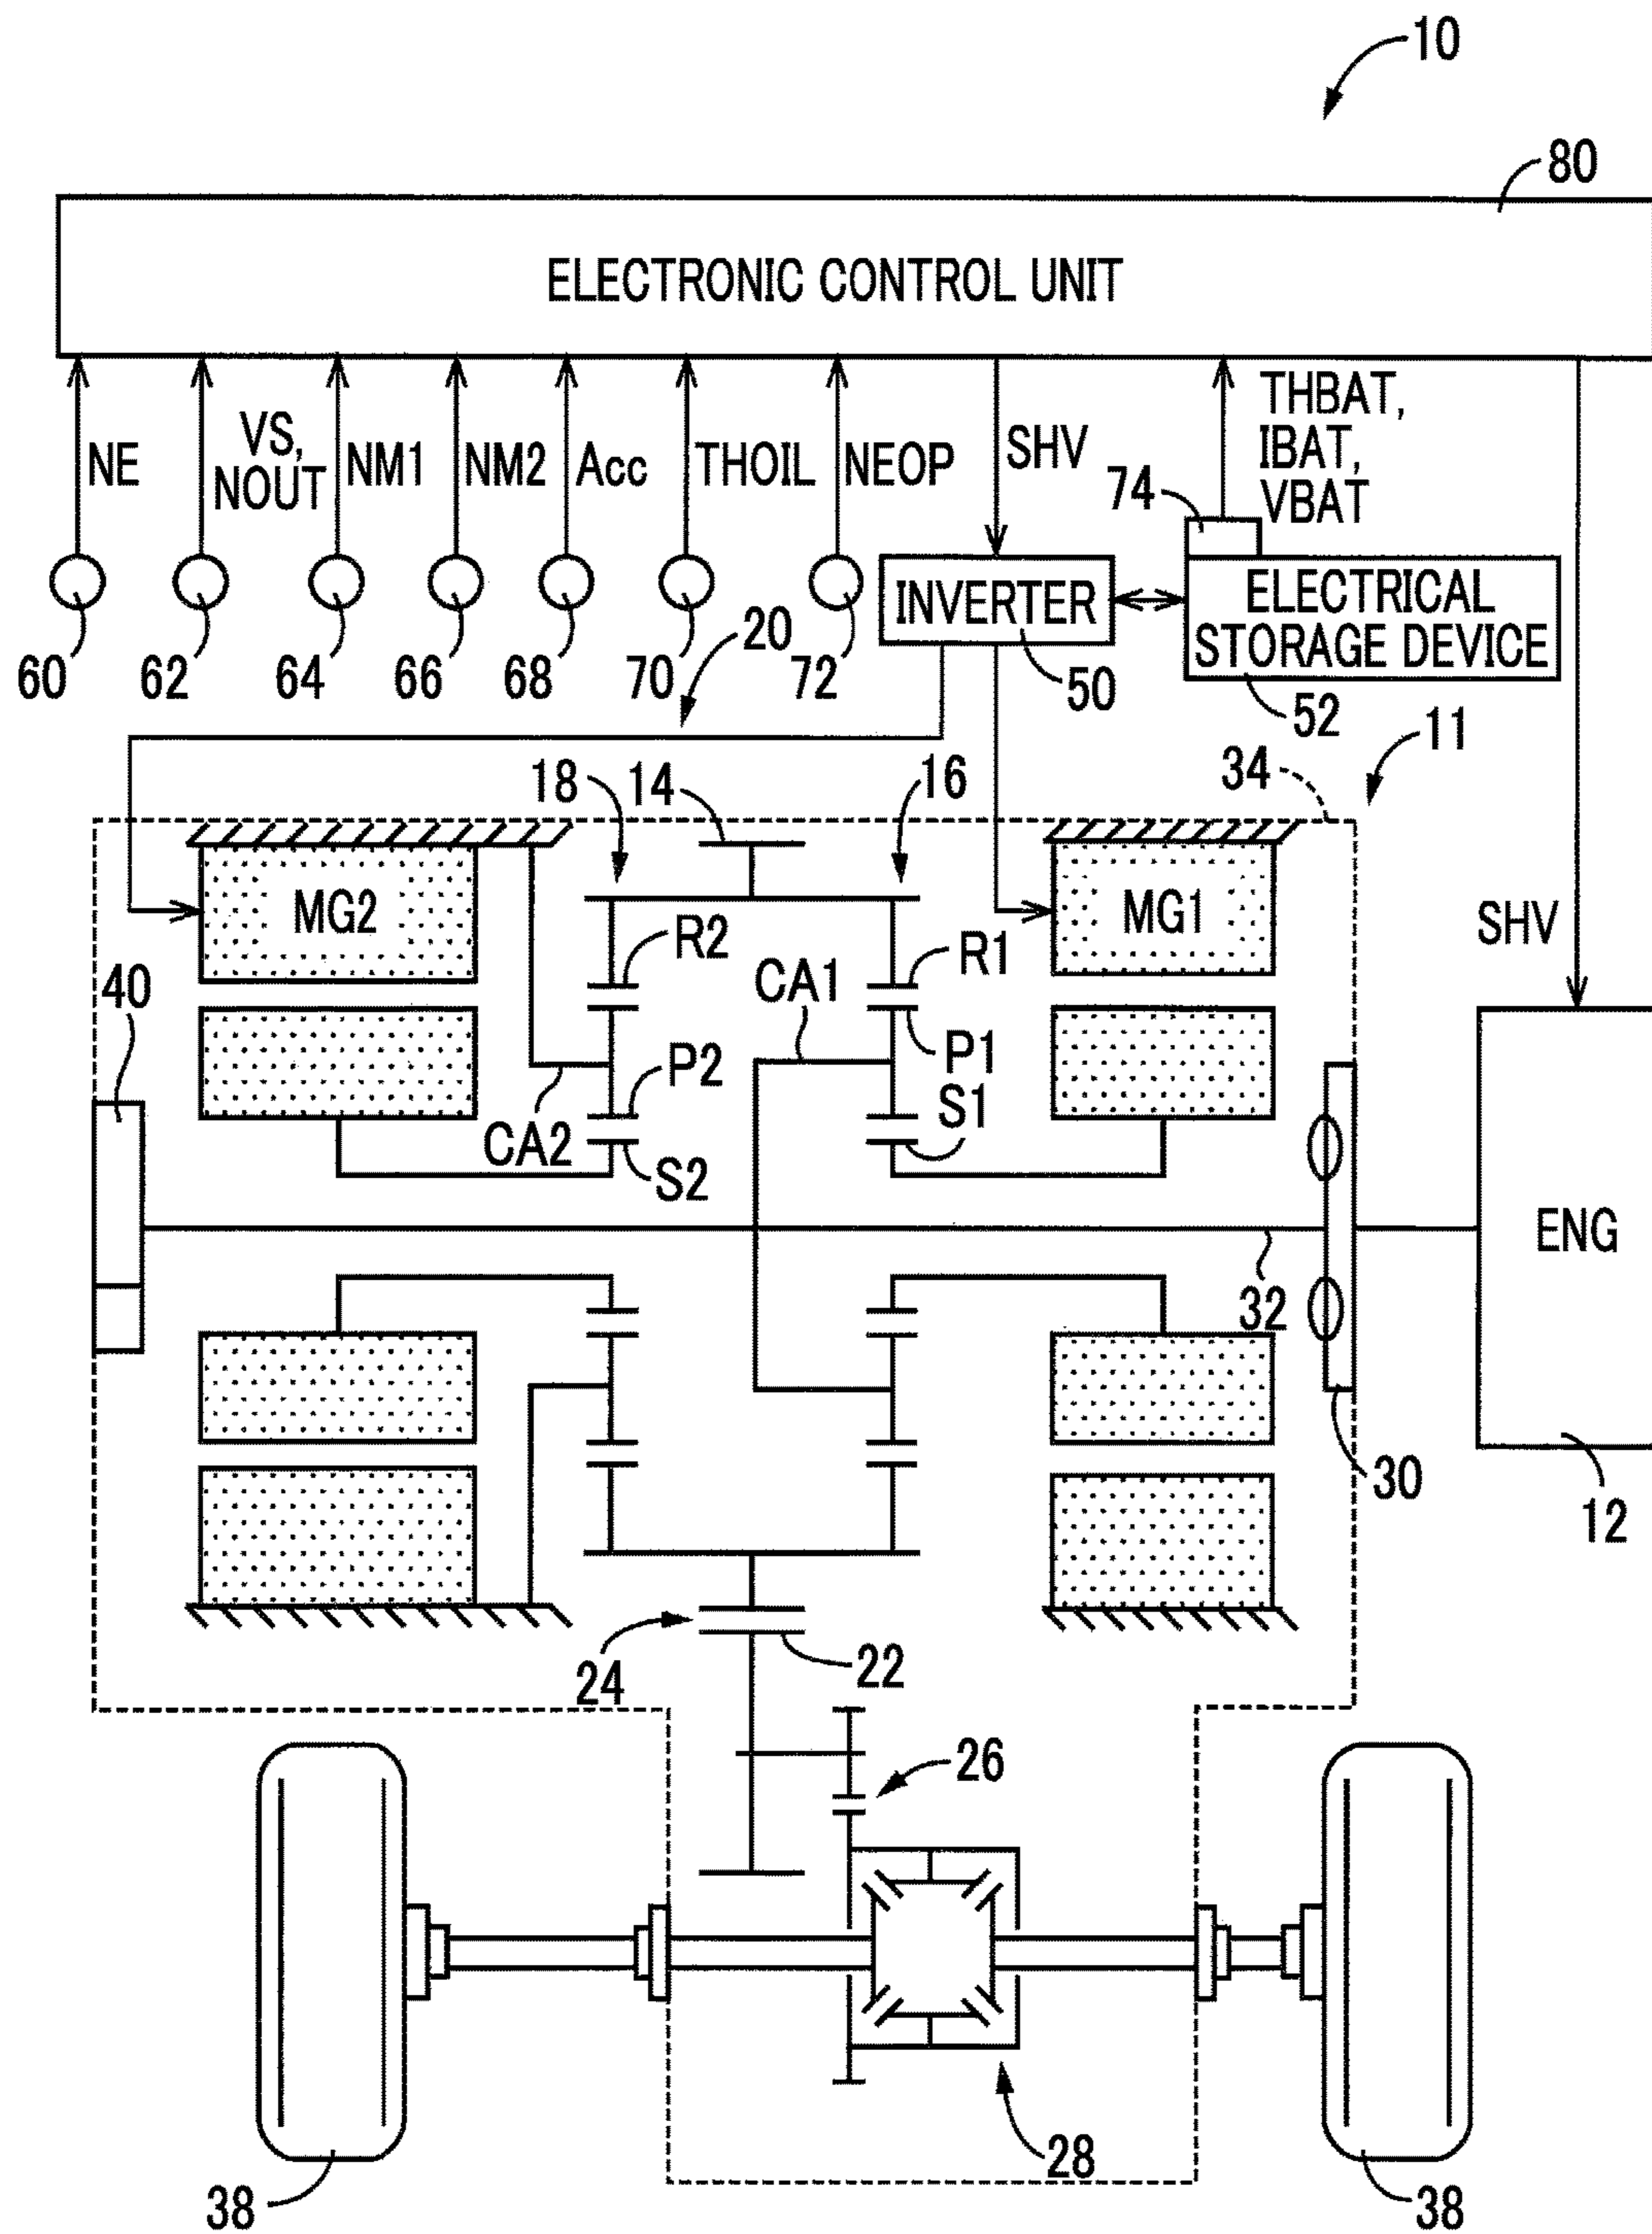 10
80
ELECTRONIC CONTROL UNIT
NE
VS,
NOUT
NM1
NM2
Acc
THOIL
NEOP
SHV
THBAT,
IBAT,
VBAT
74
INVERTER
ELECTRICAL
STORAGE DEVICE
60
62
64
66
68
70
20
72
50
52
11
18
14
16
34
MG2
MG1
SHV
R2
R1
CA1
40
P2
P1
CA2
S1
S2
ENG
32
30
12
24
22
26
28
38
38